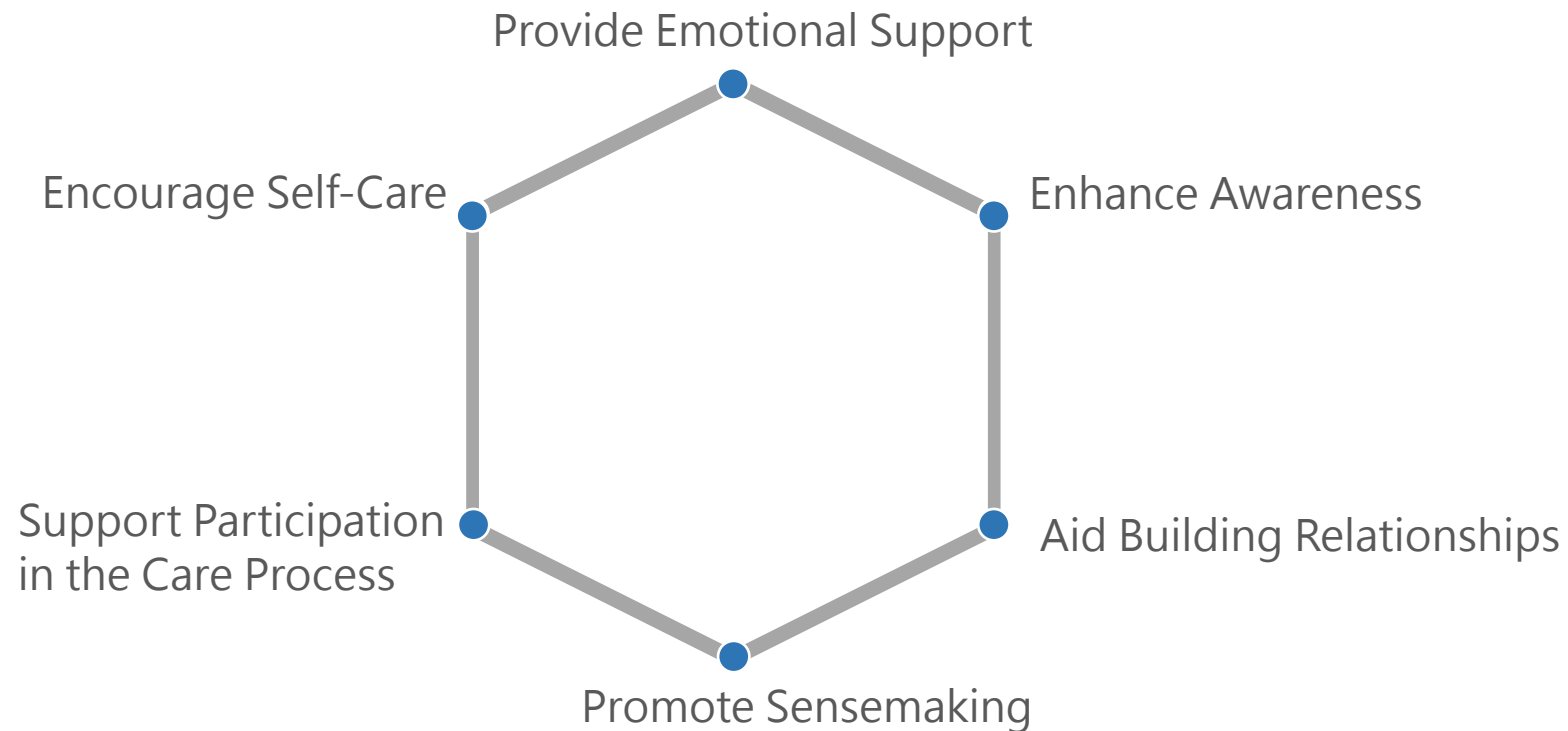 Provide Emotional Support
Encourage Self-Care
Enhance Awareness
Support Participation
in the Care Process
Aid Building Relationships
Promote Sensemaking